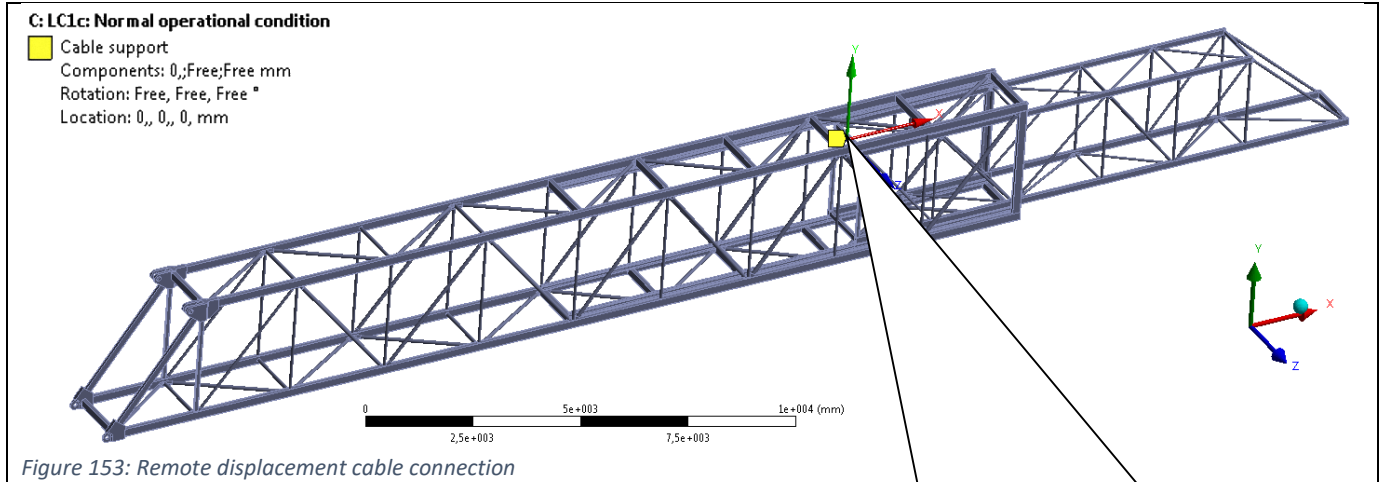 C: LC1c: Normal operational condition
Cable support
Components: 0,;Free;Free mm
Rotation: Free, Free, Free °
Location: 0,, 0,, 0, mm
Y
X
Z
Y
X
Z
0 5e+003 1e+004 (mm)
2,5e+003 7,5e+003
Figure 153: Remote displacement cable connection